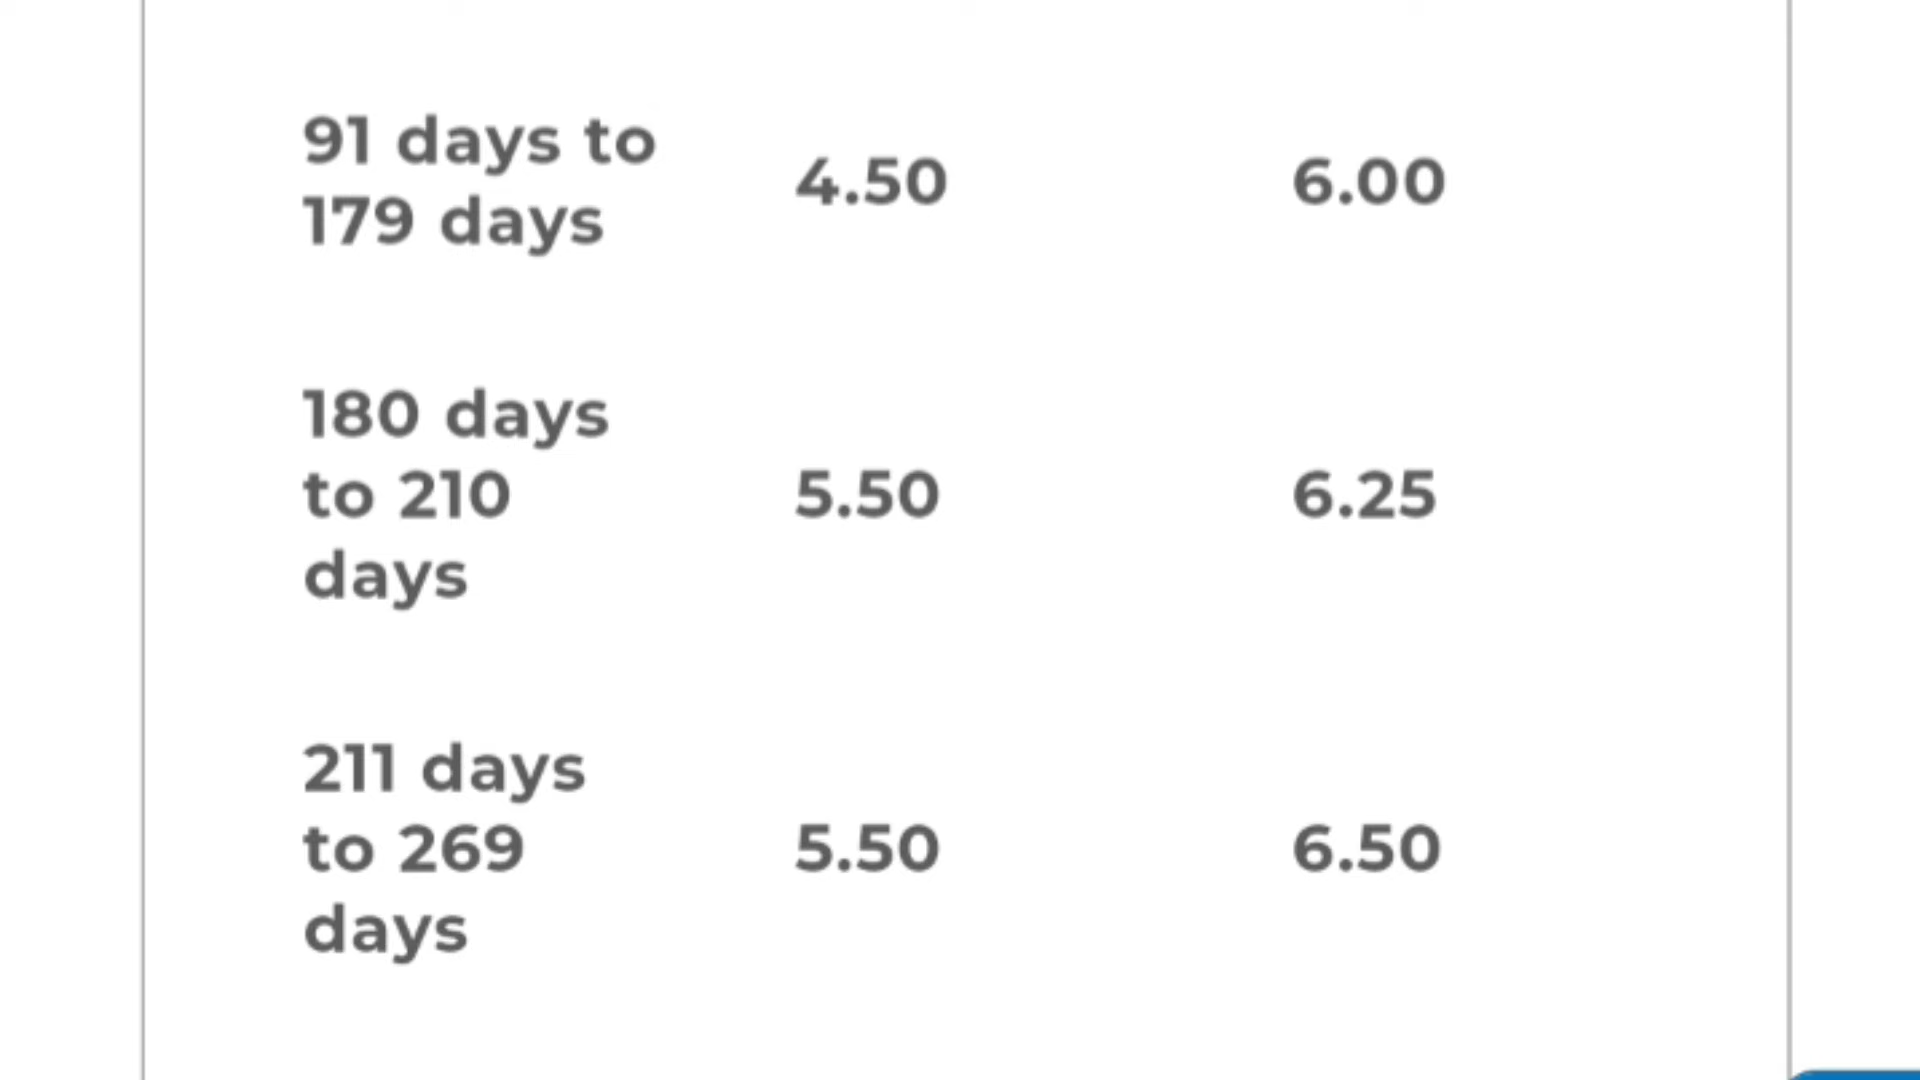 91 days to
179 days
4.50
6.00
180 days
to 210
days
5.50
6.25
211 days
to 269
days
5.50
6.50